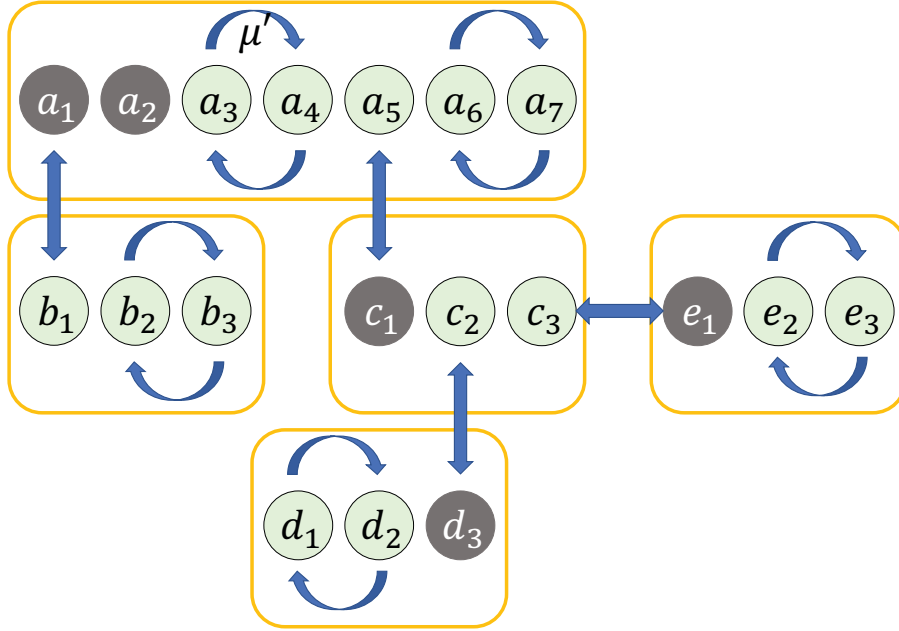 μ′
a₁ a₂ a₃ a₄ a₅ a₆ a₇
b₁ b₂ b₃ c₁ c₂ c₃ e₁ e₂ e₃
d₁ d₂ d₃